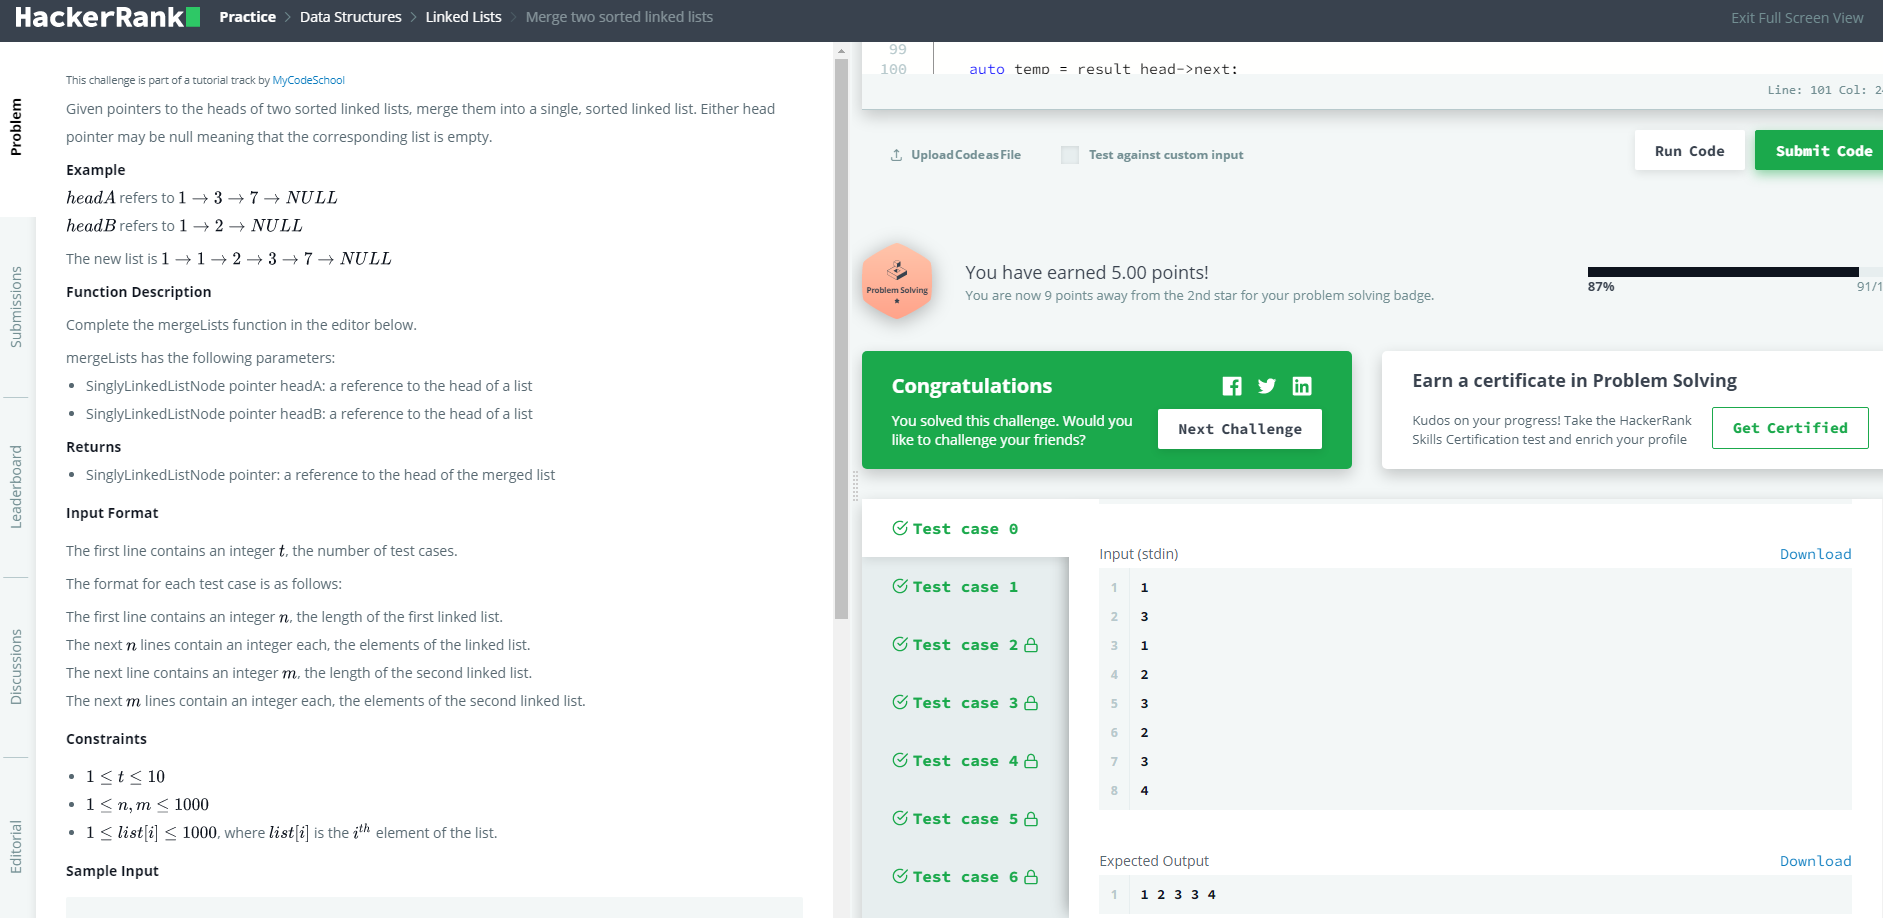 HackerRank Practice > Data Structures > Linked Lists > Merge two sorted linked lists Exit Full Screen View
Problem
Submissions
Leaderboard
Discussions
Editorial
This challenge is part of a tutorial track by MyCodeSchool
Given pointers to the heads of two sorted linked lists, merge them into a single, sorted linked list. Either head
pointer may be null meaning that the corresponding list is empty.
Example
headA refers to 1 → 3 → 7 → NULL
headB refers to 1 → 2 → NULL
The new list is 1 → 1 → 2 → 3 → 7 → NULL
Function Description
Complete the mergeLists function in the editor below.
mergeLists has the following parameters:
• SinglyLinkedListNode pointer headA: a reference to the head of a list
• SinglyLinkedListNode pointer headB: a reference to the head of a list
Returns
• SinglyLinkedListNode pointer: a reference to the head of the merged list
Input Format
The first line contains an integer t, the number of test cases.
The format for each test case is as follows:
The first line contains an integer n, the length of the first linked list.
The next n lines contain an integer each, the elements of the linked list.
The next line contains an integer m, the length of the second linked list.
The next m lines contain an integer each, the elements of the second linked list.
Constraints
• 1 ≤ t ≤ 10
• 1 ≤ n, m ≤ 1000
• 1 ≤ list[i] ≤ 1000, where list[i] is the i^th element of the list.
Sample Input
99
100 auto temp = result_head->next;
Line: 101 Col: 2
Upload Code as File Test against custom input Run Code Submit Code
Problem Solving
You have earned 5.00 points!
You are now 9 points away from the 2nd star for your problem solving badge.
87% 91/1
Congratulations
You solved this challenge. Would you
like to challenge your friends?
Next Challenge
Earn a certificate in Problem Solving
Kudos on your progress! Take the HackerRank
Skills Certification test and enrich your profile
Get Certified
Test case 0
Test case 1
Test case 2
Test case 3
Test case 4
Test case 5
Test case 6
Input (stdin) Download
1 1
2 3
3 1
4 2
5 3
6 2
7 3
8 4
Expected Output Download
1 1 2 3 3 4